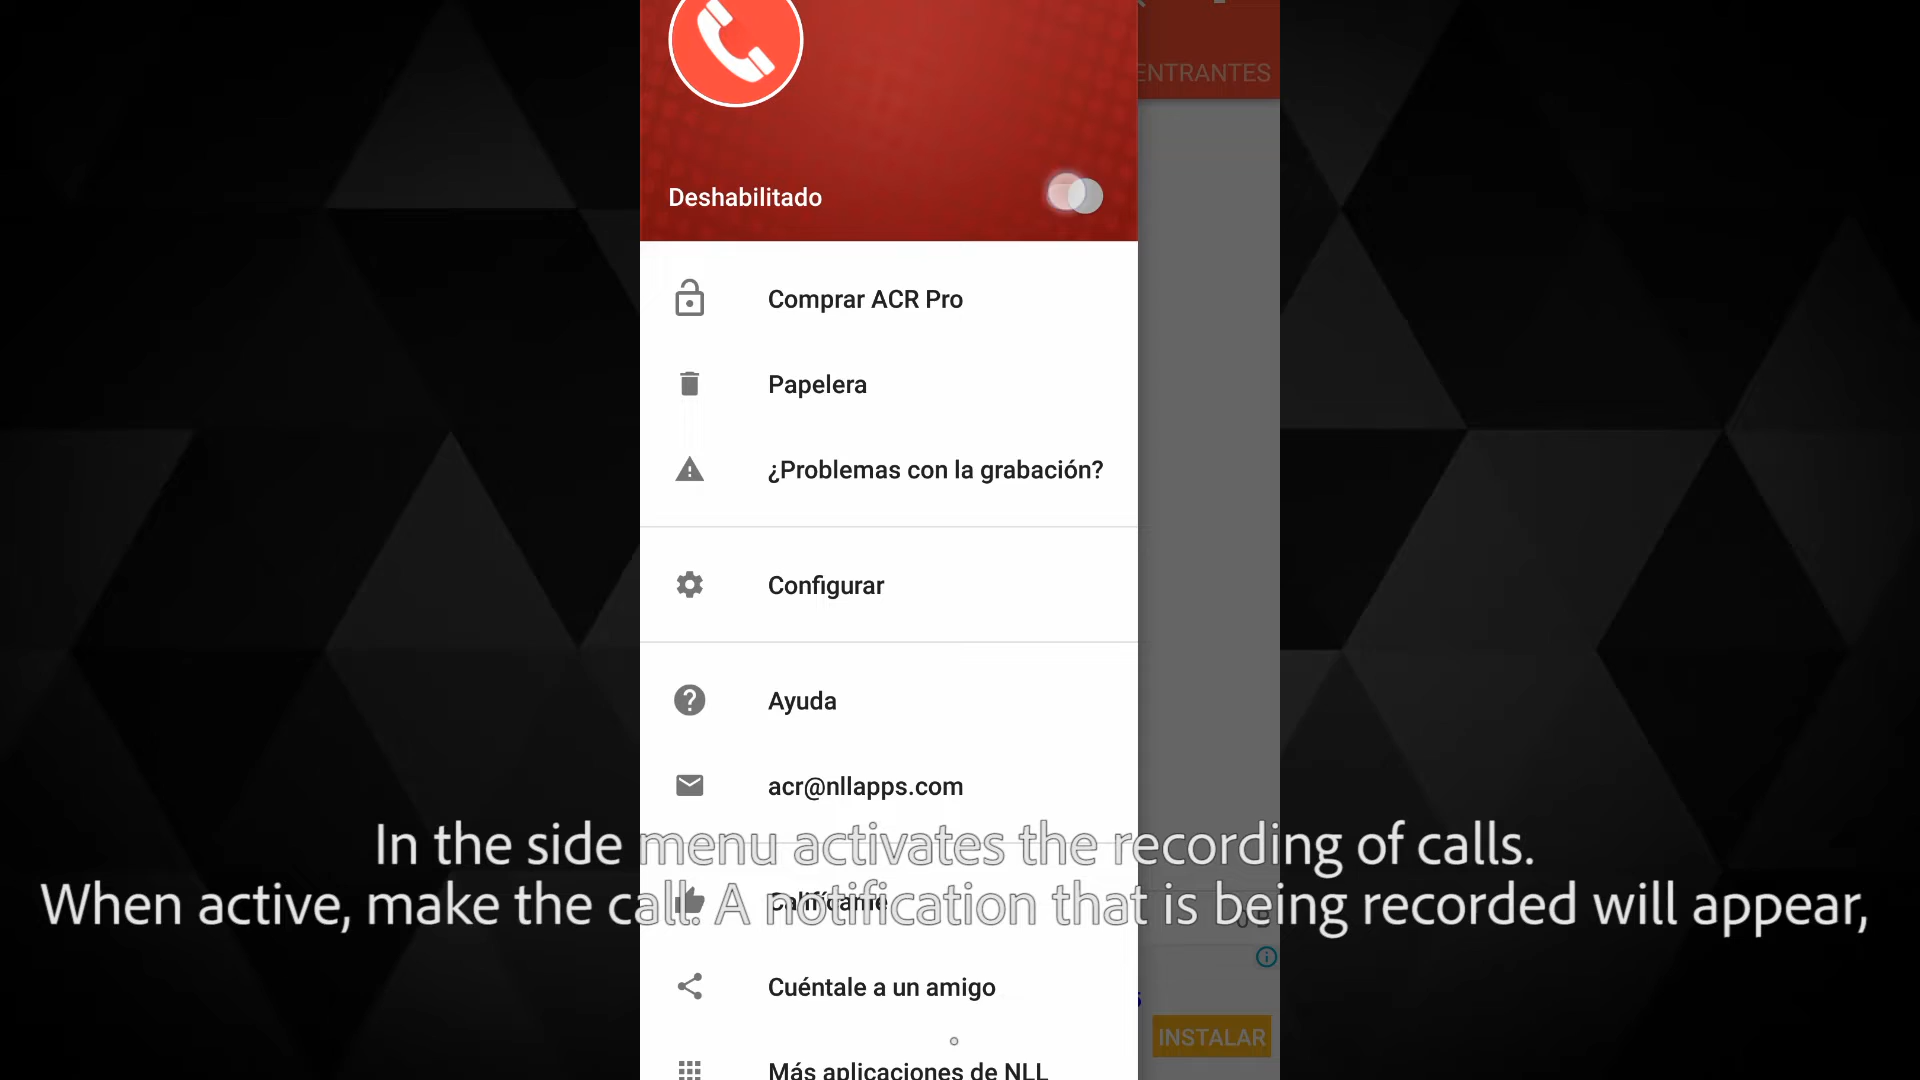 ENTRANTES
Deshabilitado
Comprar ACR Pro
Papelera
¿Problemas con la grabación?
Configurar
Ayuda
acr@nllapps.com
In the side menu activates the recording of calls.
When active, make the call. A notification that is being recorded will appear,
Cuéntale a un amigo
INSTALAR
Más aplicaciones de NLL